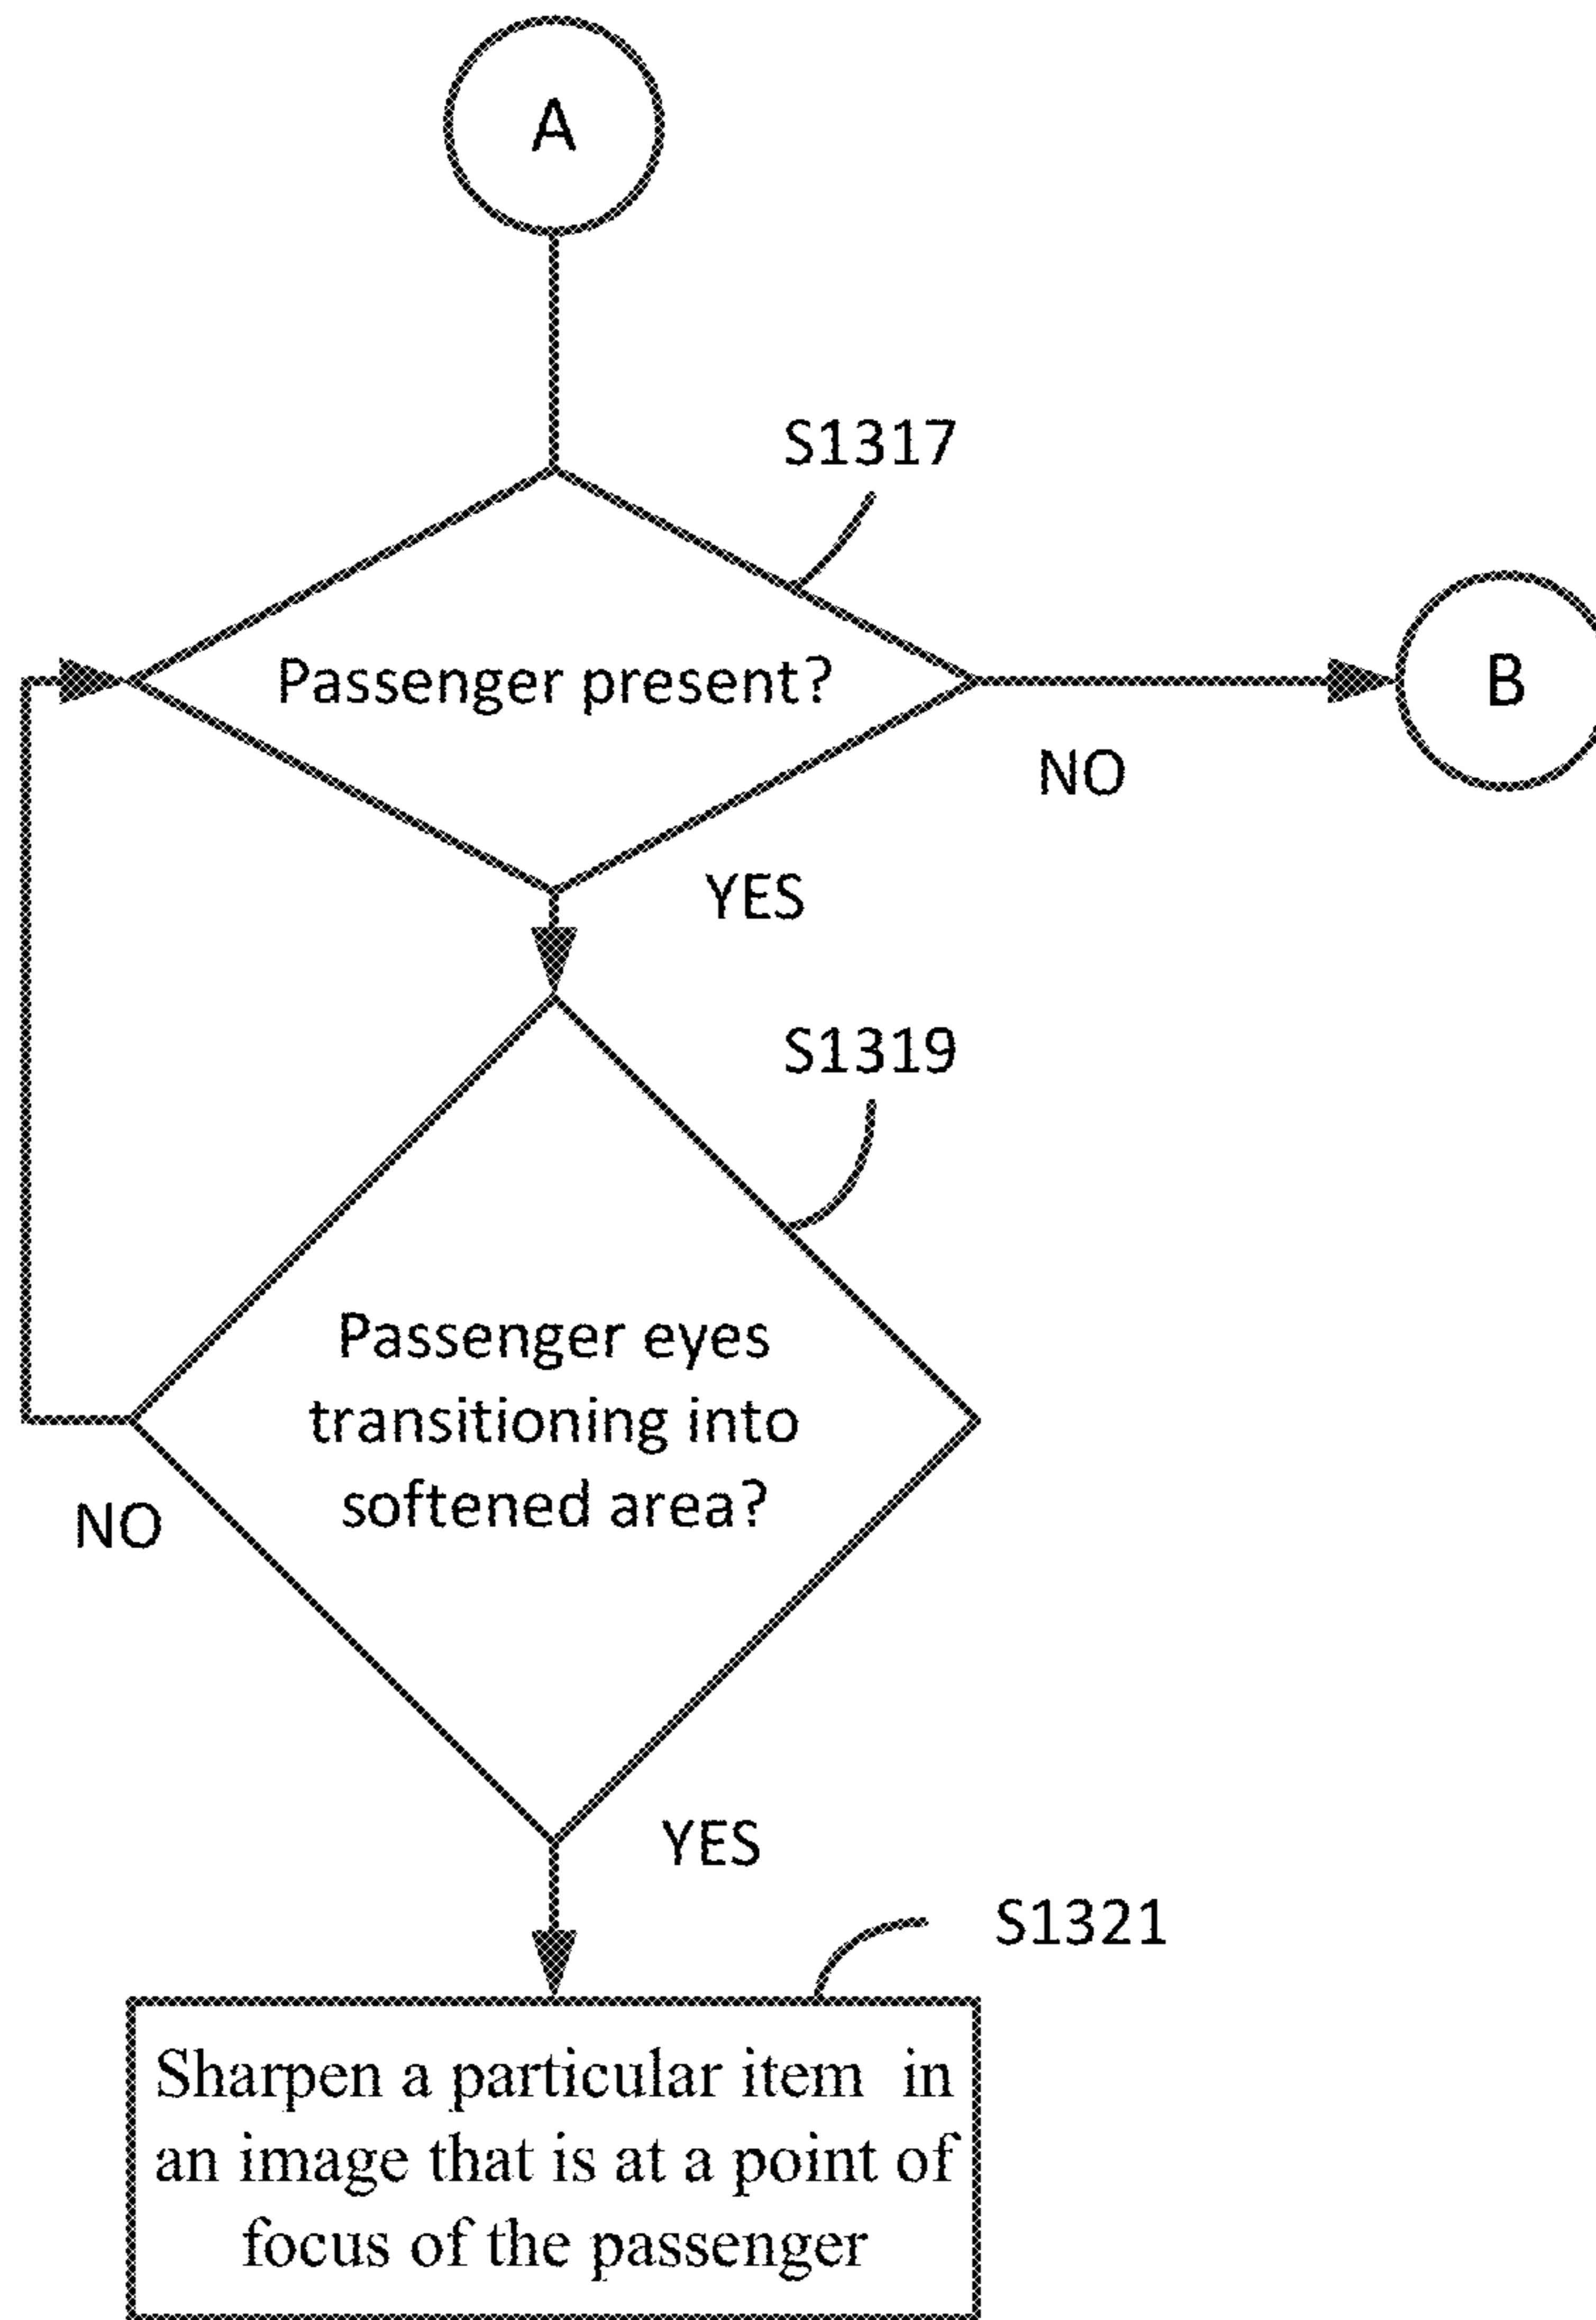 A
S1317
Passenger present?
B
NO
YES
S1319
Passenger eyes
transitioning into
softened area?
NO
YES
S1321
Sharpen a particular item in
an image that is at a point of
focus of the passenger